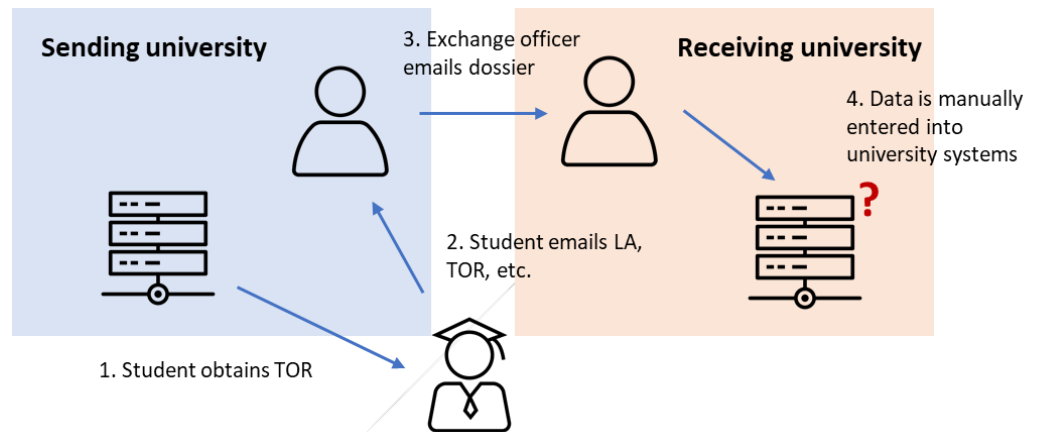 Sending university
3. Exchange officer
emails dossier
Receiving university
4. Data is manually
entered into
university systems
?
2. Student emails LA,
TOR, etc.
1. Student obtains TOR